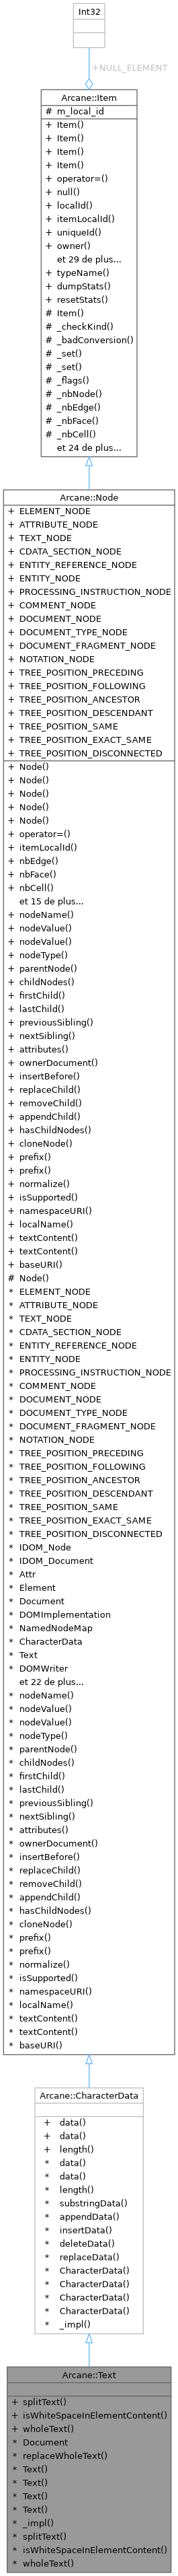 Int32
+NULL_ELEMENT
Arcane::Item
# m_local_id
+ Item()
+ Item()
+ Item()
+ Item()
+ operator=()
+ null()
+ localId()
+ itemLocalId()
+ uniqueId()
+ owner()
et 29 de plus...
+ typeName()
+ dumpStats()
+ resetStats()
# Item()
# _checkKind()
# _badConversion()
# _set()
# _set()
# _flags()
# _nbNode()
# _nbEdge()
# _nbFace()
# _nbCell()
et 24 de plus...
Arcane::Node
+ ELEMENT_NODE
+ ATTRIBUTE_NODE
+ TEXT_NODE
+ CDATA_SECTION_NODE
+ ENTITY_REFERENCE_NODE
+ ENTITY_NODE
+ PROCESSING_INSTRUCTION_NODE
+ COMMENT_NODE
+ DOCUMENT_NODE
+ DOCUMENT_TYPE_NODE
+ DOCUMENT_FRAGMENT_NODE
+ NOTATION_NODE
+ TREE_POSITION_PRECEDING
+ TREE_POSITION_FOLLOWING
+ TREE_POSITION_ANCESTOR
+ TREE_POSITION_DESCENDANT
+ TREE_POSITION_SAME
+ TREE_POSITION_EXACT_SAME
+ TREE_POSITION_DISCONNECTED
+ Node()
+ Node()
+ Node()
+ Node()
+ Node()
+ operator=()
+ itemLocalId()
+ nbEdge()
+ nbFace()
+ nbCell()
et 15 de plus...
+ nodeName()
+ nodeValue()
+ nodeValue()
+ nodeType()
+ parentNode()
+ childNodes()
+ firstChild()
+ lastChild()
+ previousSibling()
+ nextSibling()
+ attributes()
+ ownerDocument()
+ insertBefore()
+ replaceChild()
+ removeChild()
+ appendChild()
+ hasChildNodes()
+ cloneNode()
+ prefix()
+ prefix()
+ normalize()
+ isSupported()
+ namespaceURI()
+ localName()
+ textContent()
+ textContent()
+ baseURI()
# Node()
* ELEMENT_NODE
* ATTRIBUTE_NODE
* TEXT_NODE
* CDATA_SECTION_NODE
* ENTITY_REFERENCE_NODE
* ENTITY_NODE
* PROCESSING_INSTRUCTION_NODE
* COMMENT_NODE
* DOCUMENT_NODE
* DOCUMENT_TYPE_NODE
* DOCUMENT_FRAGMENT_NODE
* NOTATION_NODE
* TREE_POSITION_PRECEDING
* TREE_POSITION_FOLLOWING
* TREE_POSITION_ANCESTOR
* TREE_POSITION_DESCENDANT
* TREE_POSITION_SAME
* TREE_POSITION_EXACT_SAME
* TREE_POSITION_DISCONNECTED
* IDOM_Node
* IDOM_Document
* Attr
* Element
* Document
* DOMImplementation
* NamedNodeMap
* CharacterData
* Text
* DOMWriter
et 22 de plus...
* nodeName()
* nodeValue()
* nodeValue()
* nodeType()
* parentNode()
* childNodes()
* firstChild()
* lastChild()
* previousSibling()
* nextSibling()
* attributes()
* ownerDocument()
* insertBefore()
* replaceChild()
* removeChild()
* appendChild()
* hasChildNodes()
* cloneNode()
* prefix()
* prefix()
* normalize()
* isSupported()
* namespaceURI()
* localName()
* textContent()
* textContent()
* baseURI()
Arcane::CharacterData
+ data()
+ data()
+ length()
* data()
* data()
* length()
* substringData()
* appendData()
* insertData()
* deleteData()
* replaceData()
* CharacterData()
* CharacterData()
* CharacterData()
* CharacterData()
* _impl()
Arcane::Text
+ splitText()
+ isWhiteSpaceInElementContent()
+ wholeText()
* Document
* replaceWholeText()
* Text()
* Text()
* Text()
* Text()
* _impl()
* splitText()
* isWhiteSpaceInElementContent()
* wholeText()